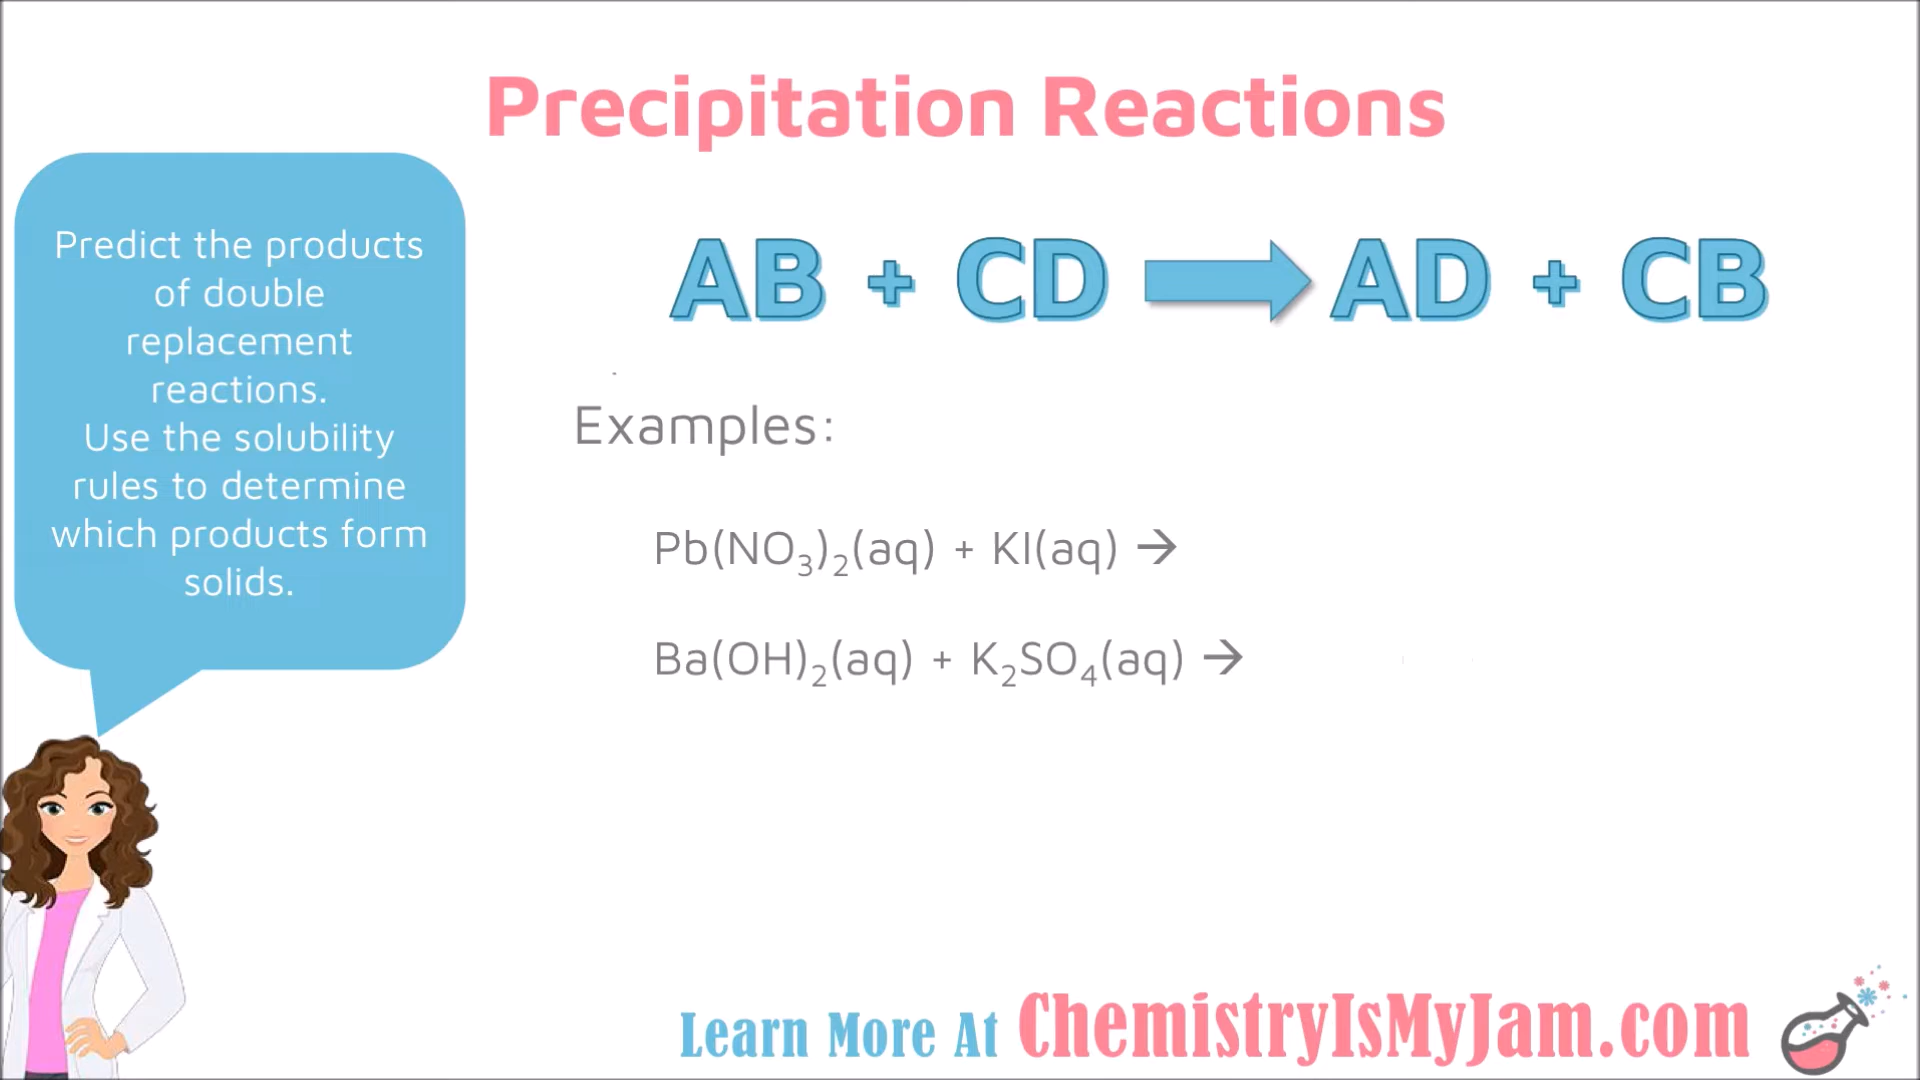 Precipitation Reactions
Predict the products
of double
replacement
reactions.
Use the solubility
rules to determine
which products form
solids.
AB + CD → AD + CB
Examples:
Pb(NO₃)₂(aq) + KI(aq) →
Ba(OH)₂(aq) + K₂SO₄(aq) →
Learn More At ChemistryIsMyJam.com